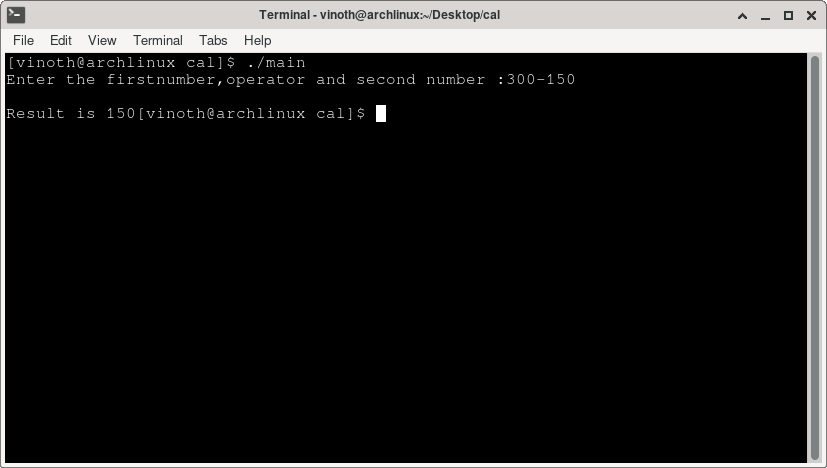 Terminal - vinoth@archlinux:~/Desktop/cal
File Edit View Terminal Tabs Help
[vinoth@archlinux cal]$ ./main
Enter the firstnumber,operator and second number :300-150
Result is 150[vinoth@archlinux cal]$